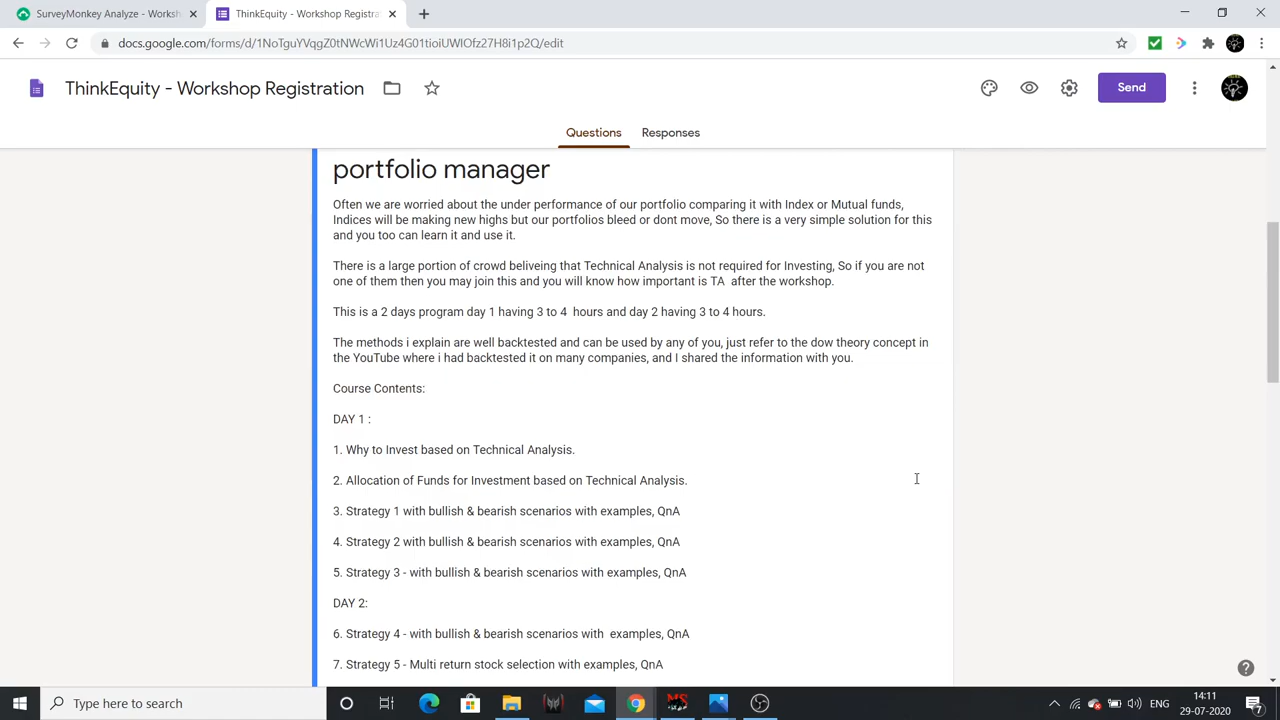 SurveyMonkey Analyze - Worksh
ThinkEquity - Workshop Registra
docs.google.com/forms/d/1NoTguYVqgZ0tNWcWi1Uz4G01tioiUWIOfz27H8i1p2Q/edit
ThinkEquity - Workshop Registration
Send
Questions
Responses
portfolio manager
Often we are worried about the under performance of our portfolio comparing it with Index or Mutual funds,
Indices will be making new highs but our portfolios bleed or dont move, So there is a very simple solution for this
and you too can learn it and use it.
There is a large portion of crowd beliveing that Technical Analysis is not required for Investing, So if you are not
one of them then you may join this and you will know how important is TA  after the workshop.
This is a 2 days program day 1 having 3 to 4  hours and day 2 having 3 to 4 hours.
The methods i explain are well backtested and can be used by any of you, just refer to the dow theory concept in
the YouTube where i had backtested it on many companies, and I shared the information with you.
Course Contents:
DAY 1 :
1. Why to Invest based on Technical Analysis.
2. Allocation of Funds for Investment based on Technical Analysis.
3. Strategy 1 with bullish & bearish scenarios with examples, QnA
4. Strategy 2 with bullish & bearish scenarios with examples, QnA
5. Strategy 3 - with bullish & bearish scenarios with examples, QnA
DAY 2:
6. Strategy 4 - with bullish & bearish scenarios with  examples, QnA
7. Strategy 5 - Multi return stock selection with examples, QnA
Type here to search
MS
ENG
14:11
29-07-2020
7